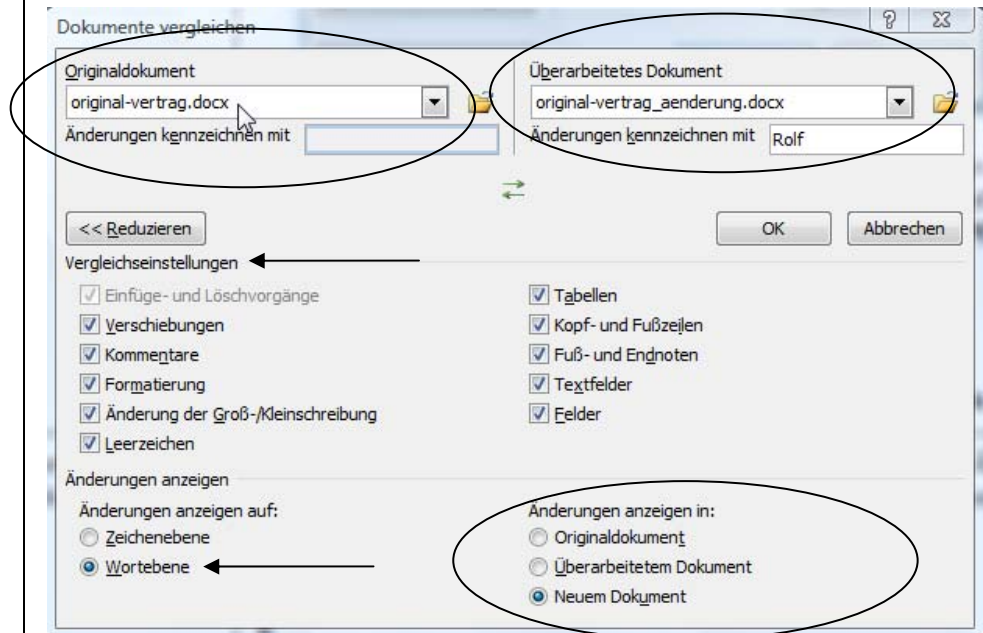 Dokumente vergleichen
Originaldokument
original-vertrag.docx
Änderungen kennzeichnen mit
Überarbeitetes Dokument
original-vertrag_aenderung.docx
Änderungen kennzeichnen mit Rolf
<< Reduzieren
OK Abbrechen
Vergleichseinstellungen
Einfüge- und Löschvorgänge
Verschiebungen
Kommentare
Formatierung
Änderung der Groß-/Kleinschreibung
Leerzeichen
Tabellen
Kopf- und Fußzeilen
Fuß- und Endnoten
Textfelder
Felder
Änderungen anzeigen
Änderungen anzeigen auf:
Zeichenebene
Wortebene
Änderungen anzeigen in:
Originaldokument
Überarbeitetem Dokument
Neuem Dokument